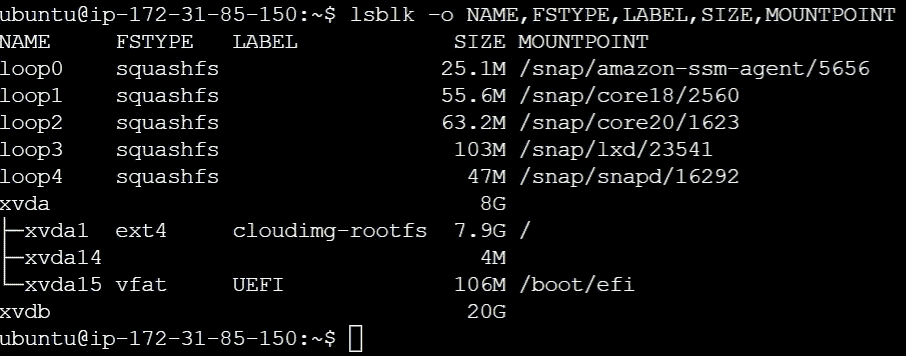 ubuntu@ip-172-31-85-150:~$ lsblk -o NAME,FSTYPE,LABEL,SIZE,MOUNTPOINT
NAME     FSTYPE   LABEL            SIZE MOUNTPOINT
loop0    squashfs                 25.1M /snap/amazon-ssm-agent/5656
loop1    squashfs                 55.6M /snap/core18/2560
loop2    squashfs                 63.2M /snap/core20/1623
loop3    squashfs                  103M /snap/lxd/23541
loop4    squashfs                   47M /snap/snapd/16292
xvda                                 8G
├─xvda1  ext4     cloudimg-rootfs  7.9G /
├─xvda14                             4M
└─xvda15 vfat     UEFI             106M /boot/efi
xvdb                                20G
ubuntu@ip-172-31-85-150:~$